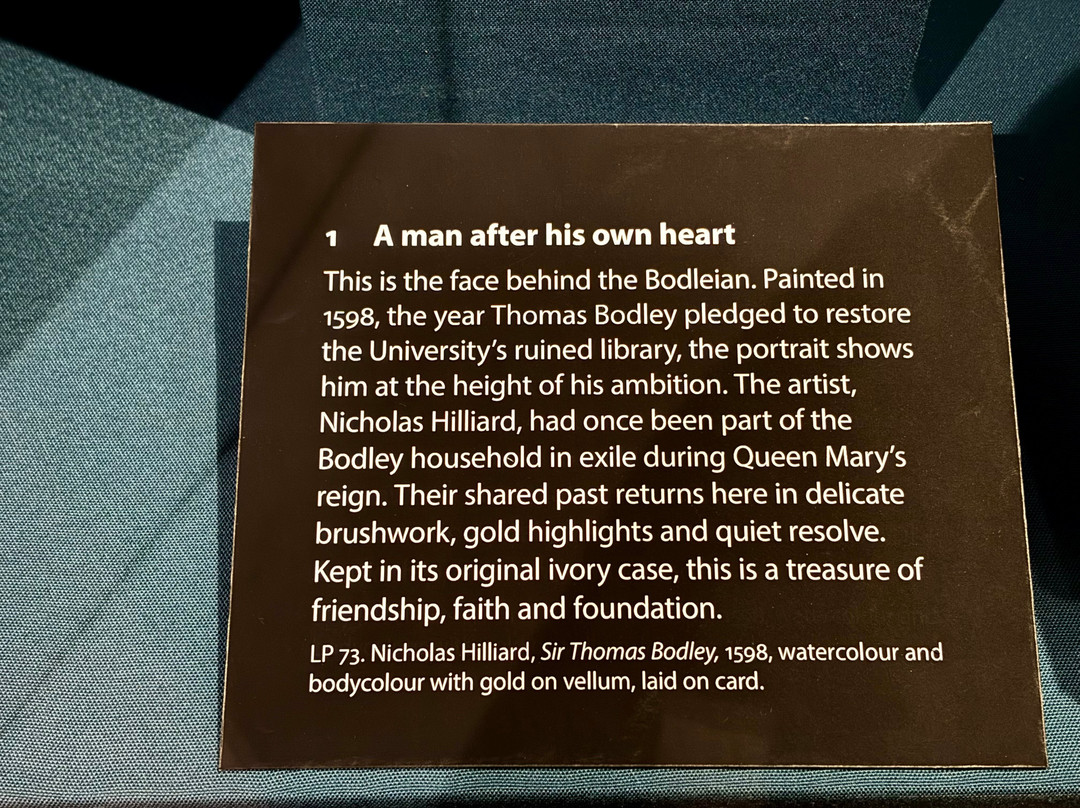 1 A man after his own heart
This is the face behind the Bodleian. Painted in
1598, the year Thomas Bodley pledged to restore
the University’s ruined library, the portrait shows
him at the height of his ambition. The artist,
Nicholas Hilliard, had once been part of the
Bodley household in exile during Queen Mary’s
reign. Their shared past returns here in delicate
brushwork, gold highlights and quiet resolve.
Kept in its original ivory case, this is a treasure of
friendship, faith and foundation.
LP 73. Nicholas Hilliard, Sir Thomas Bodley, 1598, watercolour and
bodycolour with gold on vellum, laid on card.